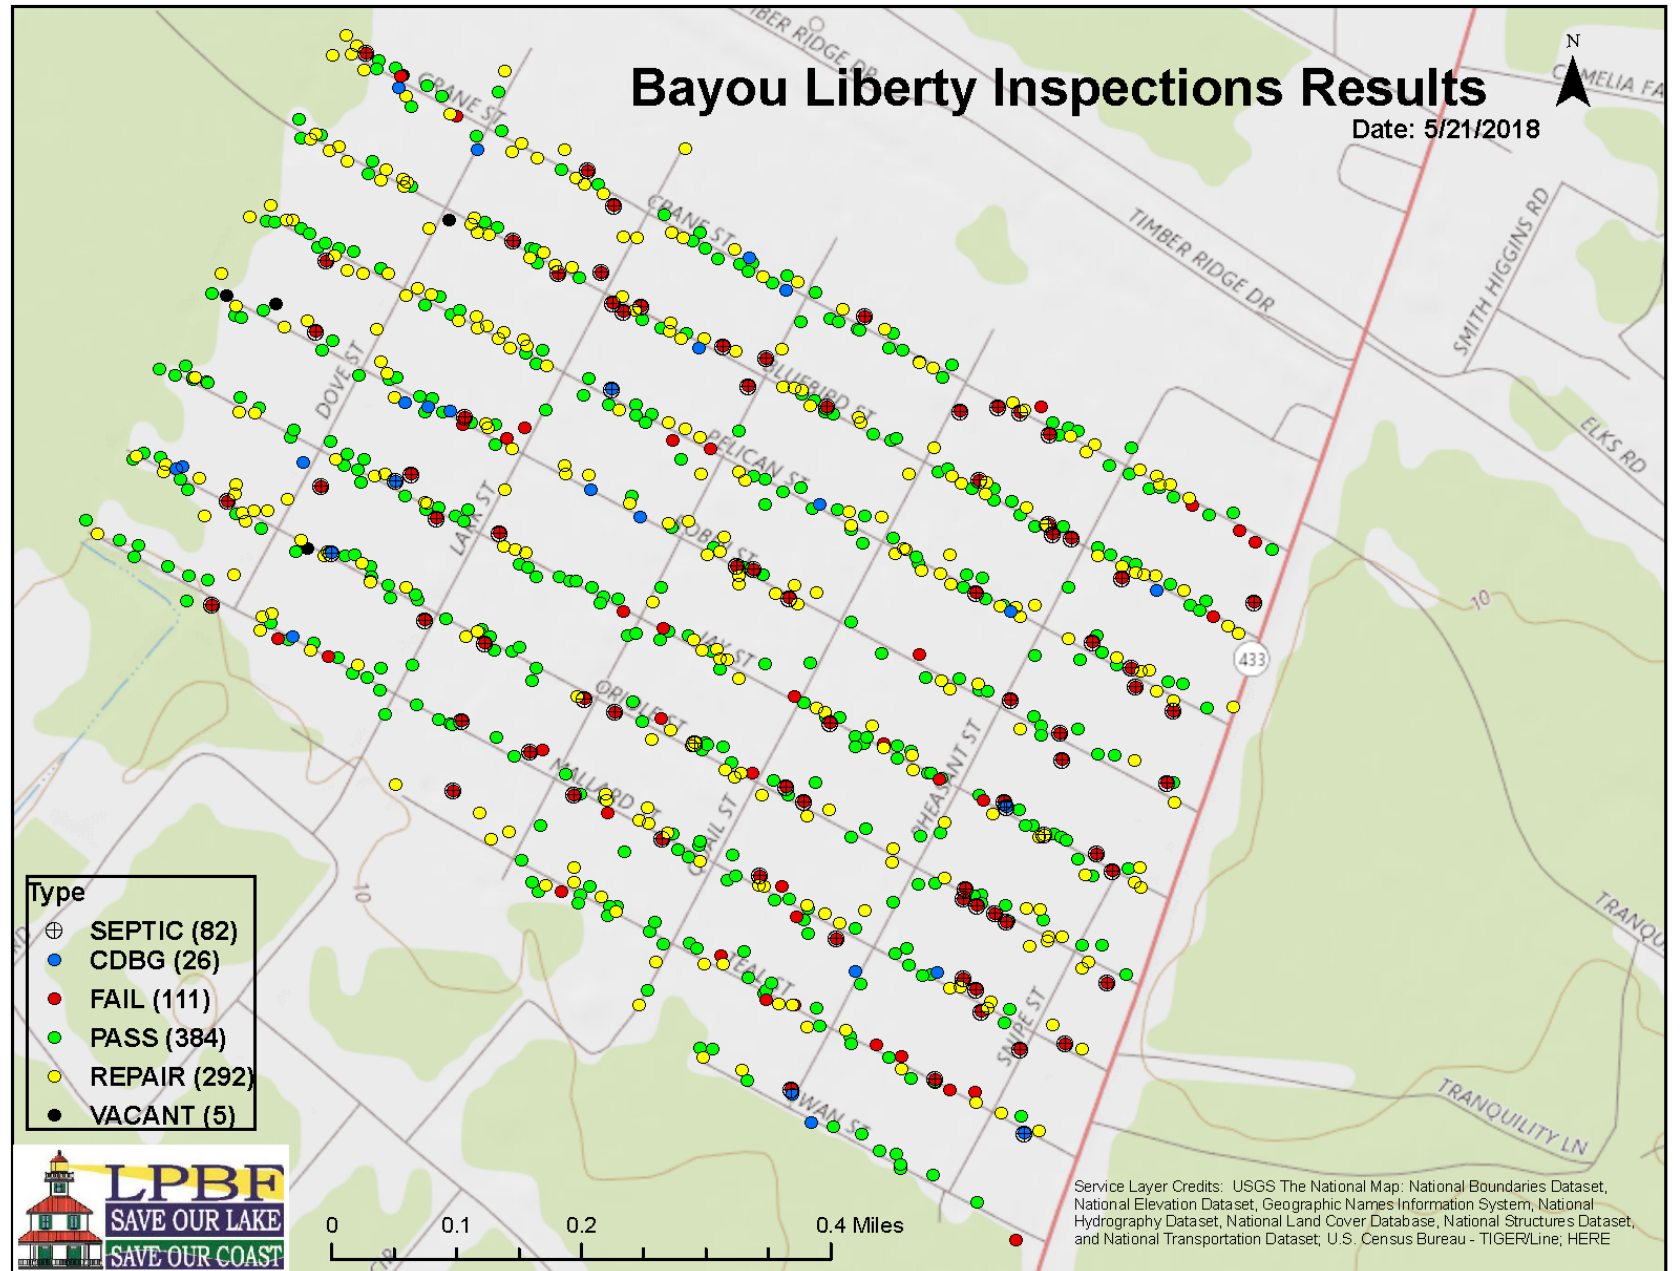 Bayou Liberty Inspections Results
Date: 5/21/2018
N
TIMBER RIDGE DR
CRANE ST
CRANE ST
TIMBER RIDGE DR
SMITH HIGGINS RD
ELKS RD
DOVE ST
BLUEBIRD ST
PELICAN ST
LARK ST
ROBIN ST
JAY ST
10
433
ORIOLE ST
PHEASANT ST
MALLARD ST
QUAIL ST
10
TEAL ST
SNIPE ST
SWAN ST
TRANQUILITY LN
Type
SEPTIC (82)
CDBG (26)
FAIL (111)
PASS (384)
REPAIR (292)
VACANT (5)
LPBF
SAVE OUR LAKE
SAVE OUR COAST
0 0.1 0.2 0.4 Miles
Service Layer Credits: USGS The National Map: National Boundaries Dataset,
National Elevation Dataset, Geographic Names Information System, National
Hydrography Dataset, National Land Cover Database, National Structures Dataset,
and National Transportation Dataset; U.S. Census Bureau - TIGER/Line; HERE